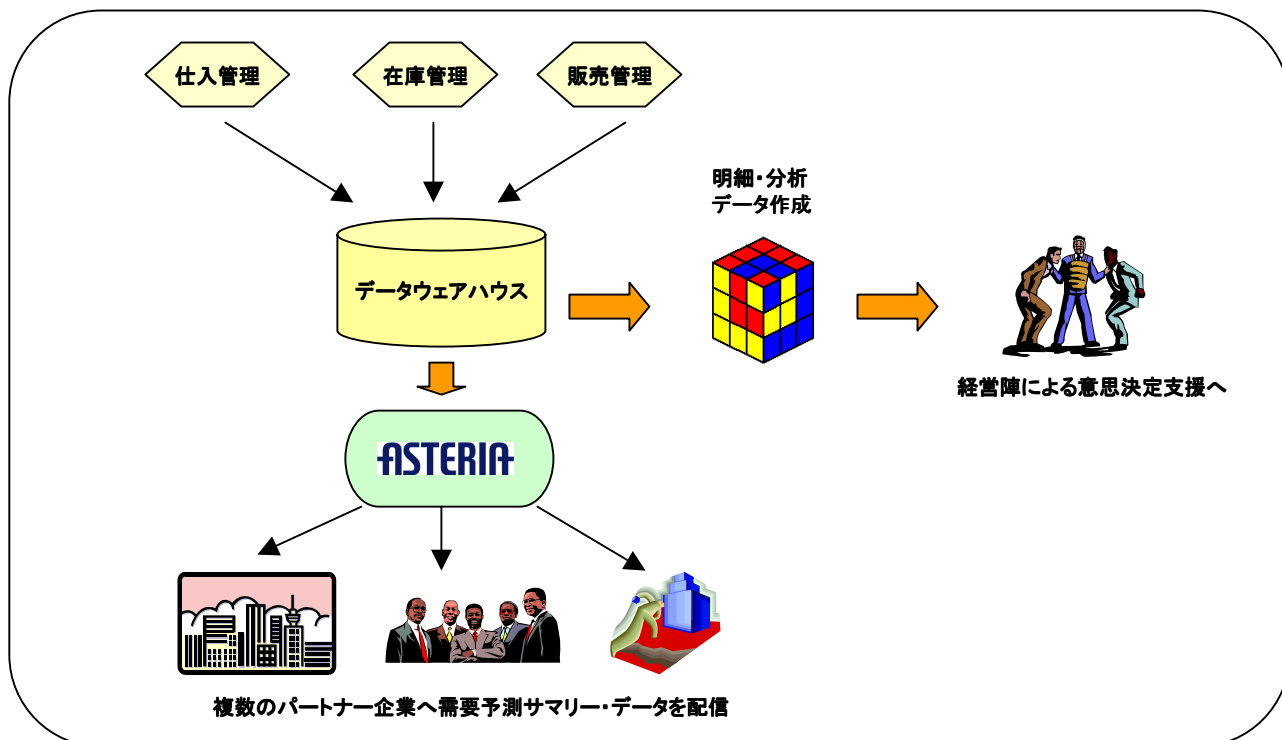 仕入管理
在庫管理
販売管理
明細・分析
データ作成
データウェアハウス
経営陣による意思決定支援へ
ASTERIA
複数のパートナー企業へ需要予測サマリー・データを配信